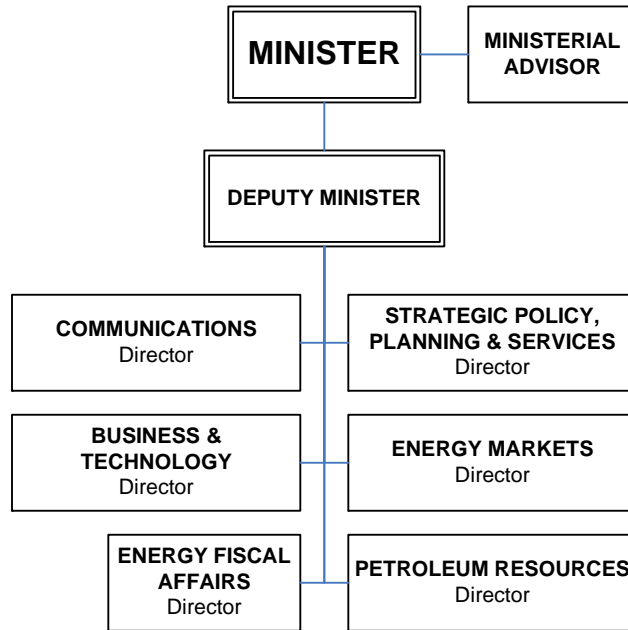 MINISTER
MINISTERIAL
ADVISOR
DEPUTY MINISTER
COMMUNICATIONS
Director
STRATEGIC POLICY,
PLANNING & SERVICES
Director
BUSINESS &
TECHNOLOGY
Director
ENERGY MARKETS
Director
ENERGY FISCAL
AFFAIRS
Director
PETROLEUM RESOURCES
Director